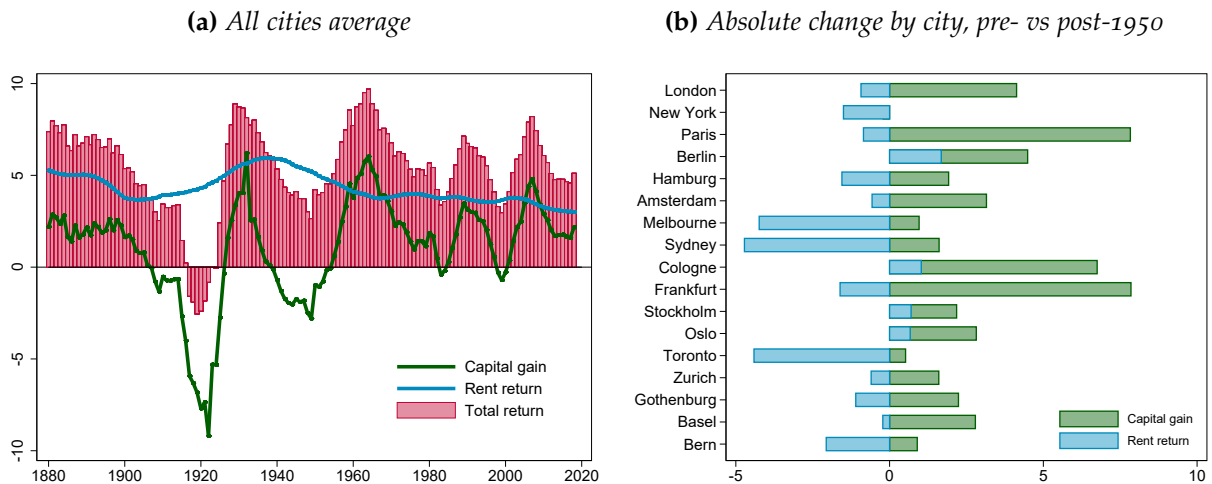 (a) All cities average
10
5
0
-5
-10
1880 1900 1920 1940 1960 1980 2000 2020
Capital gain
Rent return
Total return
(b) Absolute change by city, pre- vs post-1950
London
New York
Paris
Berlin
Hamburg
Amsterdam
Melbourne
Sydney
Cologne
Frankfurt
Stockholm
Oslo
Toronto
Zurich
Gothenburg
Basel
Bern
Capital gain
Rent return
-5 0 5 10